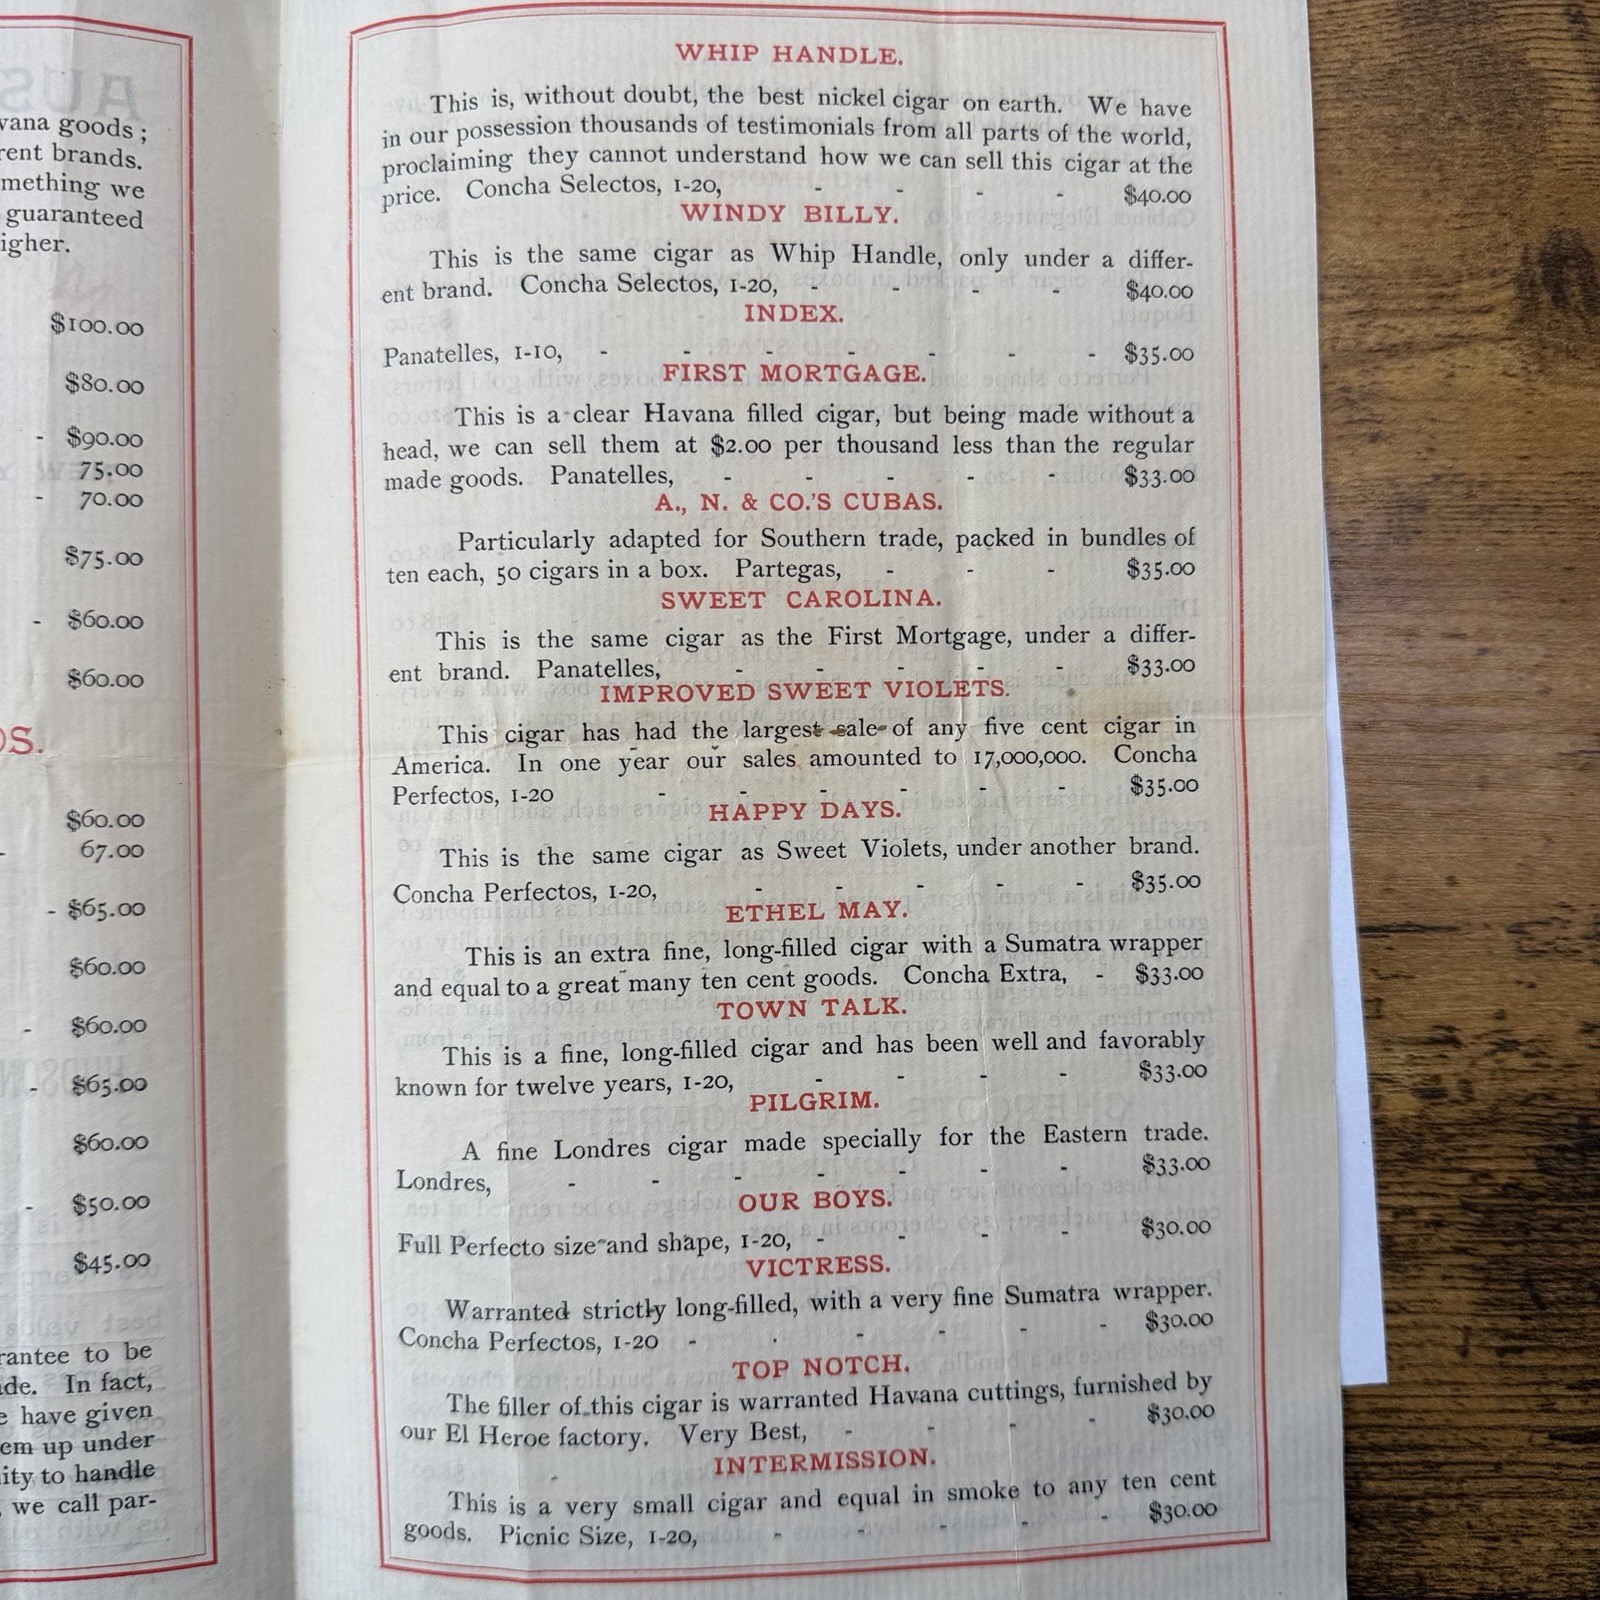 AUS
vana goods ;
rent brands.
mething we
guaranteed
igher.
$100.00
$80.00
- $90.00
75.00
- 70.00
$75.00
- $60.00
$60.00
OS.
$60.00
- 67.00
- $65.00
$60.00
- $60.00
- $65.00
$60.00
- $50.00
$45.00
rantee to be
de. In fact,
e have given
em up under
ity to handle
, we call par-
WHIP HANDLE.
This is, without doubt, the best nickel cigar on earth. We have
in our possession thousands of testimonials from all parts of the world,
proclaiming they cannot understand how we can sell this cigar at the
price. Concha Selectos, 1-20, - - - - $40.00
WINDY BILLY.
This is the same cigar as Whip Handle, only under a differ-
ent brand. Concha Selectos, 1-20, - - - - $40.00
INDEX.
Panatelles, 1-10, - - - - - - - $35.00
FIRST MORTGAGE.
This is a clear Havana filled cigar, but being made without a
head, we can sell them at $2.00 per thousand less than the regular
made goods. Panatelles, - - - - - $33.00
A., N. & CO.'S CUBAS.
Particularly adapted for Southern trade, packed in bundles of
ten each, 50 cigars in a box. Partegas, - - - $35.00
SWEET CAROLINA.
This is the same cigar as the First Mortgage, under a differ-
ent brand. Panatelles, - - - - - $33.00
IMPROVED SWEET VIOLETS.
This cigar has had the largest sale of any five cent cigar in
America. In one year our sales amounted to 17,000,000. Concha
Perfectos, 1-20 - - - - - - $35.00
HAPPY DAYS.
This is the same cigar as Sweet Violets, under another brand.
Concha Perfectos, 1-20, - - - - - $35.00
ETHEL MAY.
This is an extra fine, long-filled cigar with a Sumatra wrapper
and equal to a great many ten cent goods. Concha Extra, - $33.00
TOWN TALK.
This is a fine, long-filled cigar and has been well and favorably
known for twelve years, 1-20, - - - - $33.00
PILGRIM.
A fine Londres cigar made specially for the Eastern trade.
Londres, - - - - - - - $33.00
OUR BOYS.
Full Perfecto size and shape, 1-20, - - - - $30.00
VICTRESS.
Warranted strictly long-filled, with a very fine Sumatra wrapper.
Concha Perfectos, 1-20 - - - - - - $30.00
TOP NOTCH.
The filler of this cigar is warranted Havana cuttings, furnished by
our El Heroe factory. Very Best, - - - - $30.00
INTERMISSION.
This is a very small cigar and equal in smoke to any ten cent
goods. Picnic Size, 1-20, - - - - - $30.00